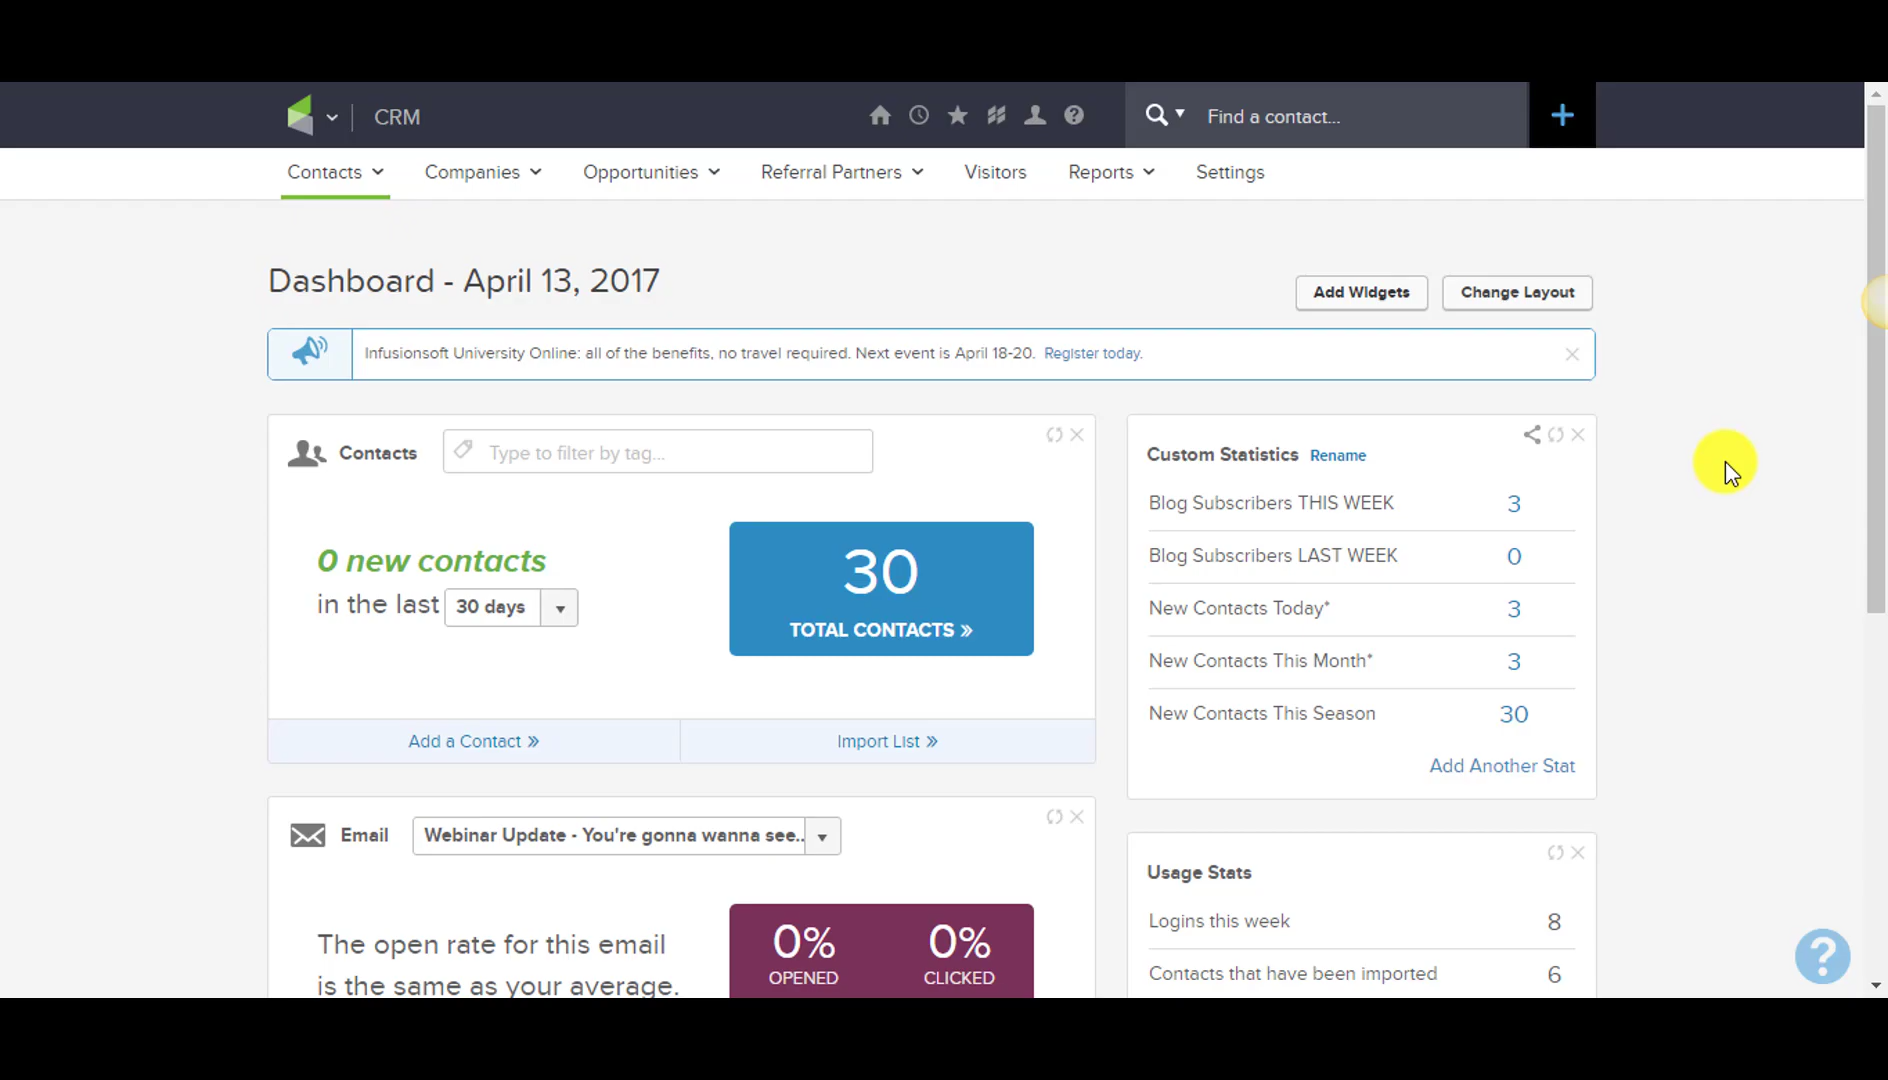 CRM
Find a contact...
Contacts
Companies
Opportunities
Referral Partners
Visitors
Reports
Settings
Dashboard - April 13, 2017
Add Widgets
Change Layout
Infusionsoft University Online: all of the benefits, no travel required. Next event is April 18-20. Register today.
Contacts
Type to filter by tag...
0 new contacts
in the last 30 days
30
TOTAL CONTACTS »
Add a Contact »
Import List »
Custom Statistics Rename
Blog Subscribers THIS WEEK 3
Blog Subscribers LAST WEEK 0
New Contacts Today* 3
New Contacts This Month* 3
New Contacts This Season 30
Add Another Stat
Email
Webinar Update - You're gonna wanna see..
The open rate for this email
is the same as your average.
0% 0%
OPENED CLICKED
Usage Stats
Logins this week 8
Contacts that have been imported 6
?